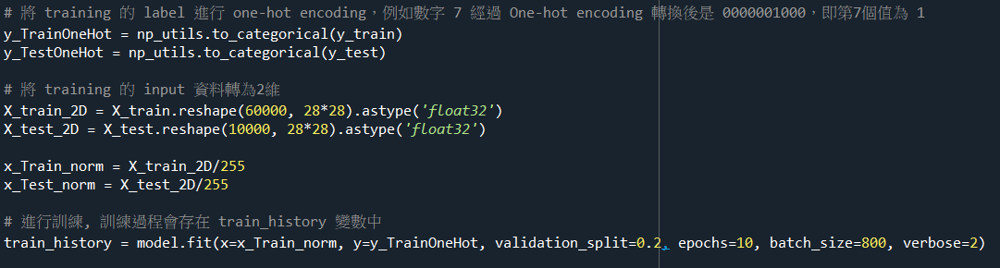 # 將 training 的 label 進行 one-hot encoding，例如數字 7 經過 One-hot encoding 轉換後是 0000001000，即第7個值為 1
y_TrainOneHot = np_utils.to_categorical(y_train)
y_TestOneHot = np_utils.to_categorical(y_test)
# 將 training 的 input 資料轉為2維
X_train_2D = X_train.reshape(60000, 28*28).astype('float32')
X_test_2D = X_test.reshape(10000, 28*28).astype('float32')
x_Train_norm = X_train_2D/255
x_Test_norm = X_test_2D/255
# 進行訓練, 訓練過程會存在 train_history 變數中
train_history = model.fit(x=x_Train_norm, y=y_TrainOneHot, validation_split=0.2, epochs=10, batch_size=800, verbose=2)